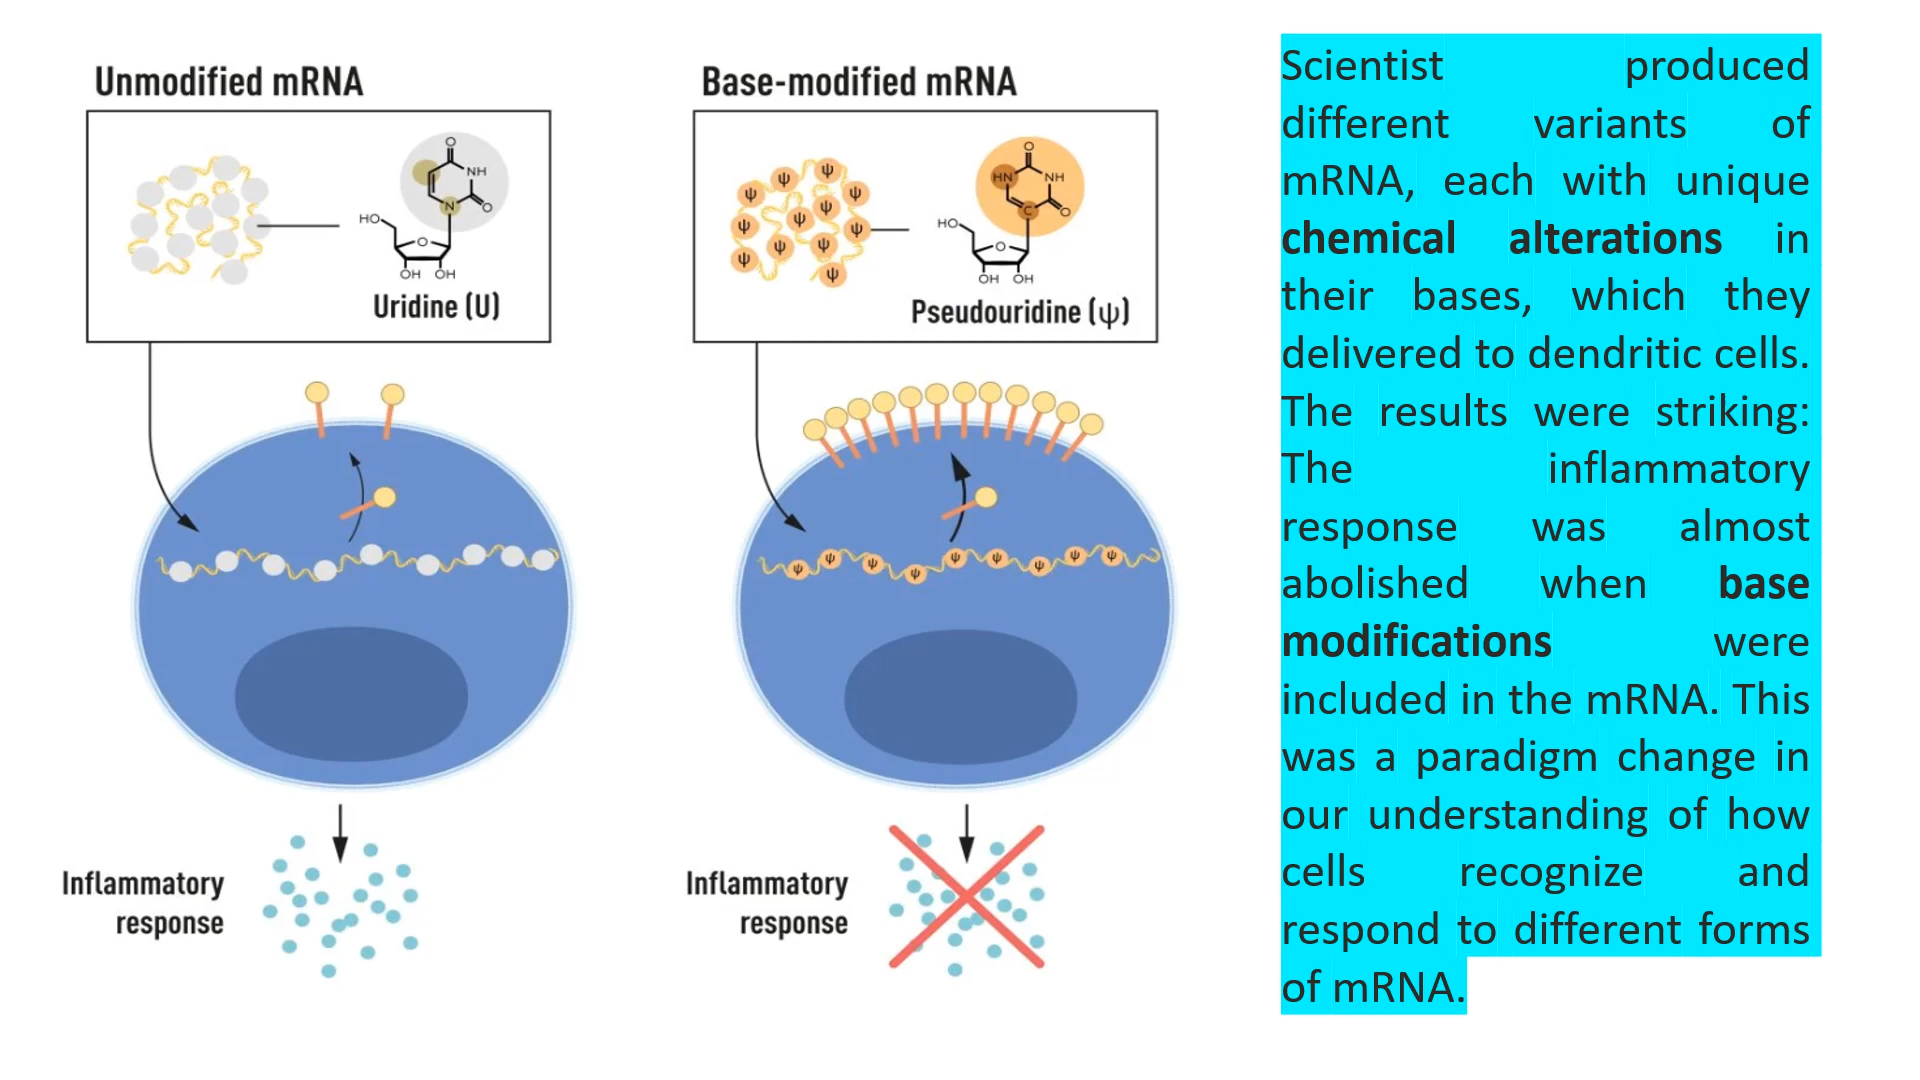 Unmodified mRNA
O
NH
N
O
HO
O
OH OH
Uridine (U)
Base-modified mRNA
ψ ψ ψ ψ ψ ψ ψ ψ ψ ψ ψ ψ ψ
O
HN NH
C O
HO
O
OH OH
Pseudouridine (ψ)
ψ ψ ψ ψ ψ ψ ψ ψ ψ
Inflammatory
response
Inflammatory
response
Scientist produced
different variants of
mRNA, each with unique
chemical alterations in
their bases, which they
delivered to dendritic cells.
The results were striking:
The inflammatory
response was almost
abolished when base
modifications were
included in the mRNA. This
was a paradigm change in
our understanding of how
cells recognize and
respond to different forms
of mRNA.